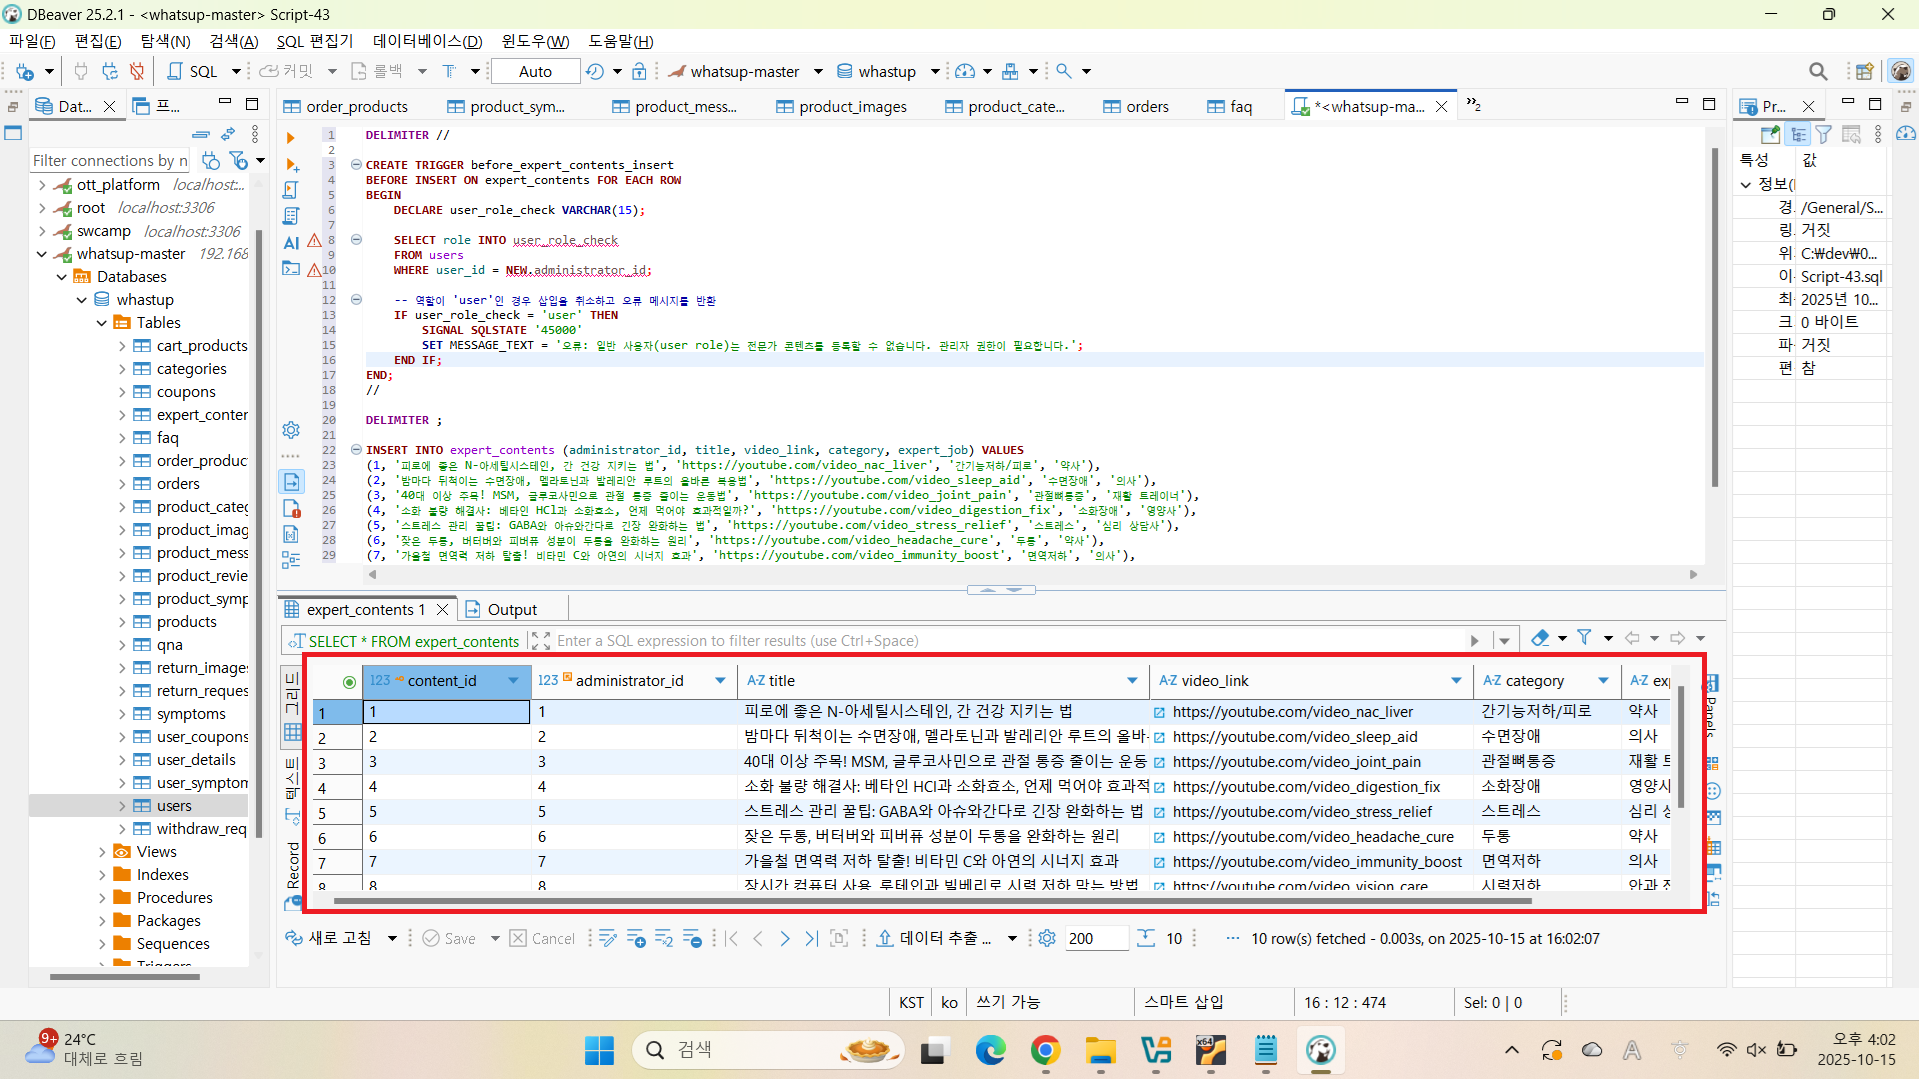 DBeaver 25.2.1 - <whatsup-master> Script-43
파일(F) 편집(E) 탐색(N) 검색(A) SQL 편집기 데이터베이스(D) 윈도우(W) 도움말(H)
SQL 커밋 롤백 T Auto whatsup-master whastup
Dat... 프... order_products product_sym... product_mess... product_images product_cate... orders faq *<whatsup-ma... »2 Pr...
Filter connections by n
ott_platform localhost:...
root localhost:3306
swcamp localhost:3306
whatsup-master 192.168
Databases
whastup
Tables
cart_products
categories
coupons
expert_conter
faq
order_produc
orders
product_categ
product_imag
product_mess
product_revie
product_symp
products
qna
return_images
return_reques
symptoms
user_coupons
user_details
user_symptom
users
withdraw_req
Views
Indexes
Procedures
Packages
Sequences
Triggers
1 DELIMITER //
2
3 CREATE TRIGGER before_expert_contents_insert
4 BEFORE INSERT ON expert_contents FOR EACH ROW
5 BEGIN
6 DECLARE user_role_check VARCHAR(15);
7
8 SELECT role INTO user_role_check
9 FROM users
10 WHERE user_id = NEW.administrator_id;
11
12 -- 역할이 'user'인 경우 삽입을 취소하고 오류 메시지를 반환
13 IF user_role_check = 'user' THEN
14 SIGNAL SQLSTATE '45000'
15 SET MESSAGE_TEXT = '오류: 일반 사용자(user role)는 전문가 콘텐츠를 등록할 수 없습니다. 관리자 권한이 필요합니다.';
16 END IF;
17 END;
18 //
19
20 DELIMITER ;
21
22 INSERT INTO expert_contents (administrator_id, title, video_link, category, expert_job) VALUES
23 (1, '피로에 좋은 N-아세틸시스테인, 간 건강 지키는 법', 'https://youtube.com/video_nac_liver', '간기능저하/피로', '약사'),
24 (2, '밤마다 뒤척이는 수면장애, 멜라토닌과 발레리안 루트의 올바른 복용법', 'https://youtube.com/video_sleep_aid', '수면장애', '의사'),
25 (3, '40대 이상 주목! MSM, 글루코사민으로 관절 통증 줄이는 운동법', 'https://youtube.com/video_joint_pain', '관절뼈통증', '재활 트레이너'),
26 (4, '소화 불량 해결사: 베타인 HCl과 소화효소, 언제 먹어야 효과적일까?', 'https://youtube.com/video_digestion_fix', '소화장애', '영양사'),
27 (5, '스트레스 관리 꿀팁: GABA와 아슈와간다로 긴장 완화하는 법', 'https://youtube.com/video_stress_relief', '스트레스', '심리 상담사'),
28 (6, '잦은 두통, 버터버와 피버퓨 성분이 두통을 완화하는 원리', 'https://youtube.com/video_headache_cure', '두통', '약사'),
29 (7, '가을철 면역력 저하 탈출! 비타민 C와 아연의 시너지 효과', 'https://youtube.com/video_immunity_boost', '면역저하', '의사'),
특성 값
정보(I
경. /General/S...
링. 거짓
위. C:₩dev₩0...
이. Script-43.sql
최. 2025년 10...
크 0 바이트
파. 거짓
편. 참
expert_contents 1 Output
SELECT * FROM expert_contents Enter a SQL expression to filter results (use Ctrl+Space)
그리드
텍스트
Record
Panels
123 content_id 123 administrator_id A-Z title A-Z video_link A-Z category A-Z exp
1 1 1 피로에 좋은 N-아세틸시스테인, 간 건강 지키는 법 https://youtube.com/video_nac_liver 간기능저하/피로 약사
2 2 2 밤마다 뒤척이는 수면장애, 멜라토닌과 발레리안 루트의 올바 https://youtube.com/video_sleep_aid 수면장애 의사
3 3 3 40대 이상 주목! MSM, 글루코사민으로 관절 통증 줄이는 운동 https://youtube.com/video_joint_pain 관절뼈통증 재활 트
4 4 4 소화 불량 해결사: 베타인 HCl과 소화효소, 언제 먹어야 효과적 https://youtube.com/video_digestion_fix 소화장애 영양사
5 5 5 스트레스 관리 꿀팁: GABA와 아슈와간다로 긴장 완화하는 법 https://youtube.com/video_stress_relief 스트레스 심리 상
6 6 6 잦은 두통, 버터버와 피버퓨 성분이 두통을 완화하는 원리 https://youtube.com/video_headache_cure 두통 약사
7 7 7 가을철 면역력 저하 탈출! 비타민 C와 아연의 시너지 효과 https://youtube.com/video_immunity_boost 면역저하 의사
8 8 8 장시간 컴퓨터 사용, 루테인과 빌베리로 시력 저하 막는 방법 https://youtube.com/video_vision_care 시력저하 안과 전
새로 고침 Save Cancel 데이터 추출 ... 200 10 10 row(s) fetched - 0.003s, on 2025-10-15 at 16:02:07
KST ko 쓰기 가능 스마트 삽입 16 : 12 : 474 Sel: 0 | 0
9+ 24°C
대체로 흐림
검색
x64
A
오후 4:02
2025-10-15